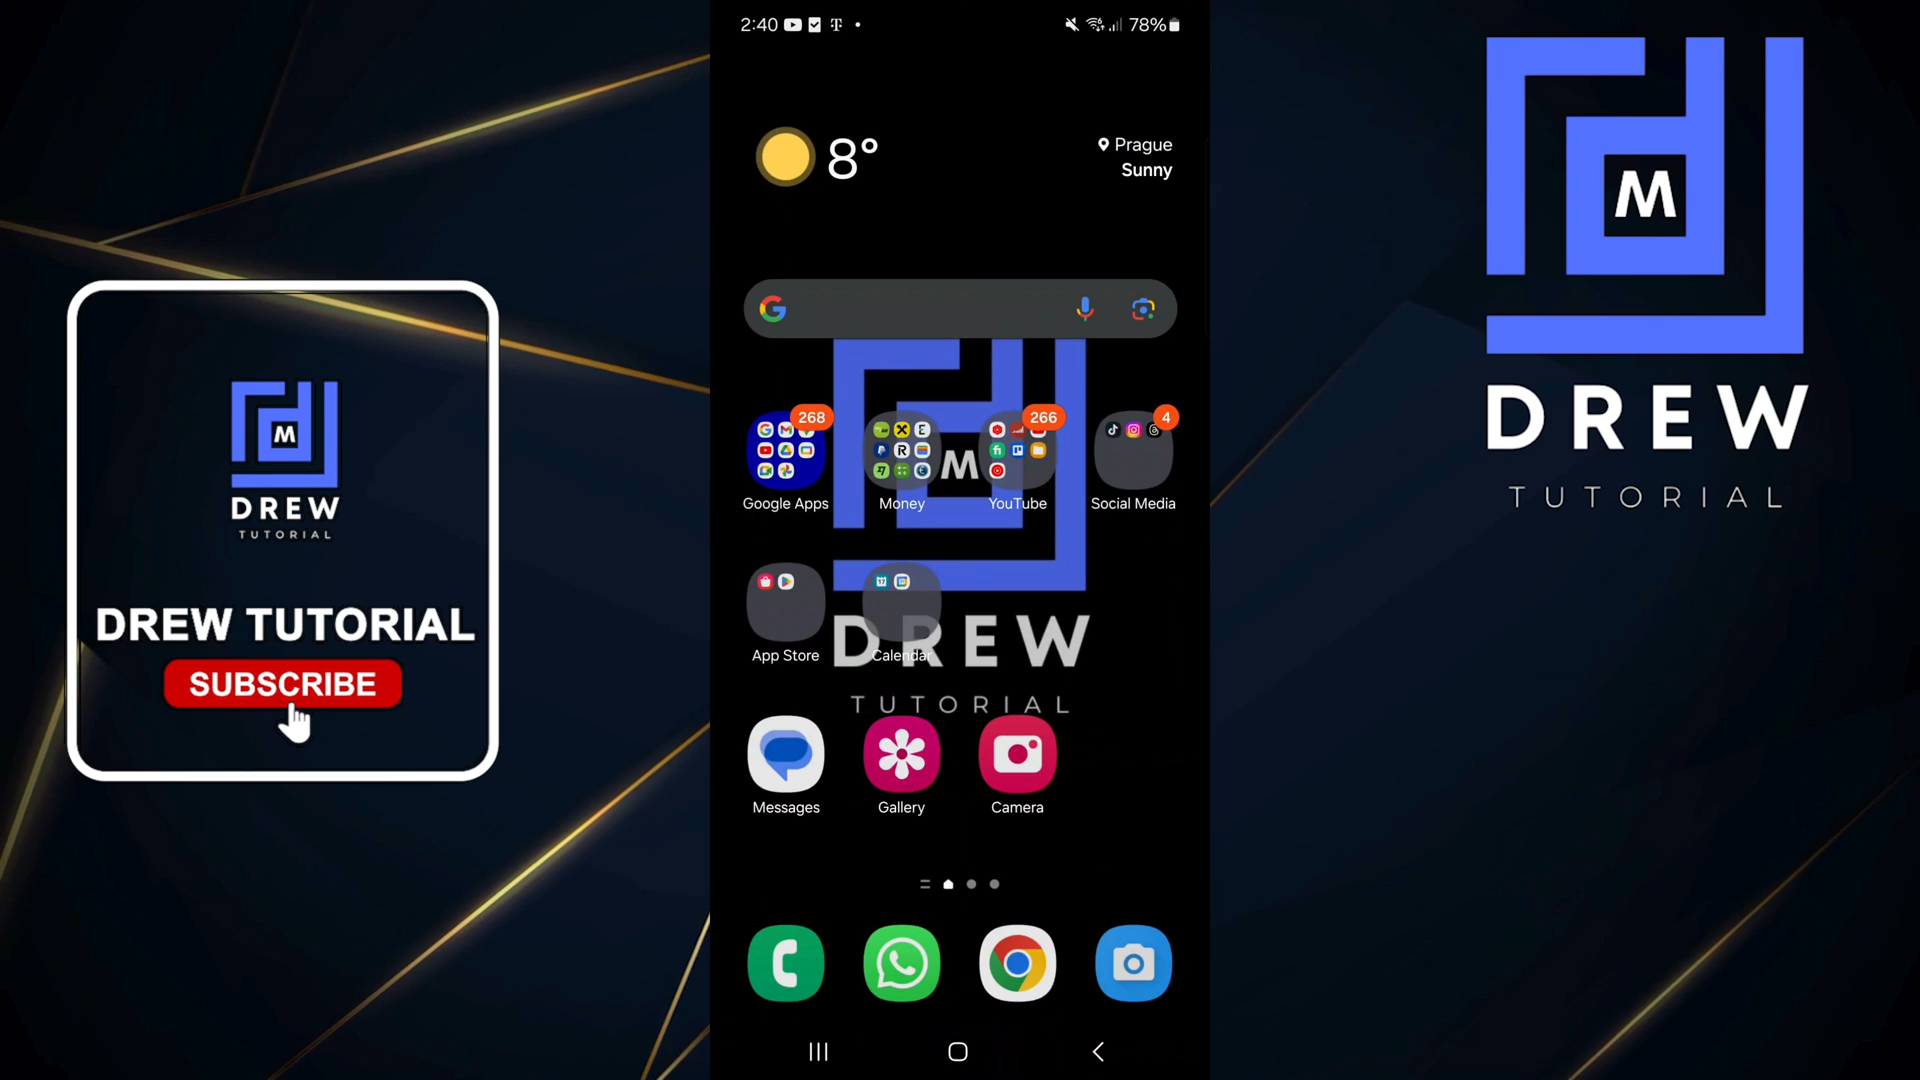 2:40
78%
8°
Prague
Sunny
268
266
4
Google Apps
Money
YouTube
Social Media
M
17
App Store
Calendar
DREW
TUTORIAL
Messages
Gallery
Camera
M
DREW
TUTORIAL
DREW TUTORIAL
SUBSCRIBE
M
DREW
TUTORIAL